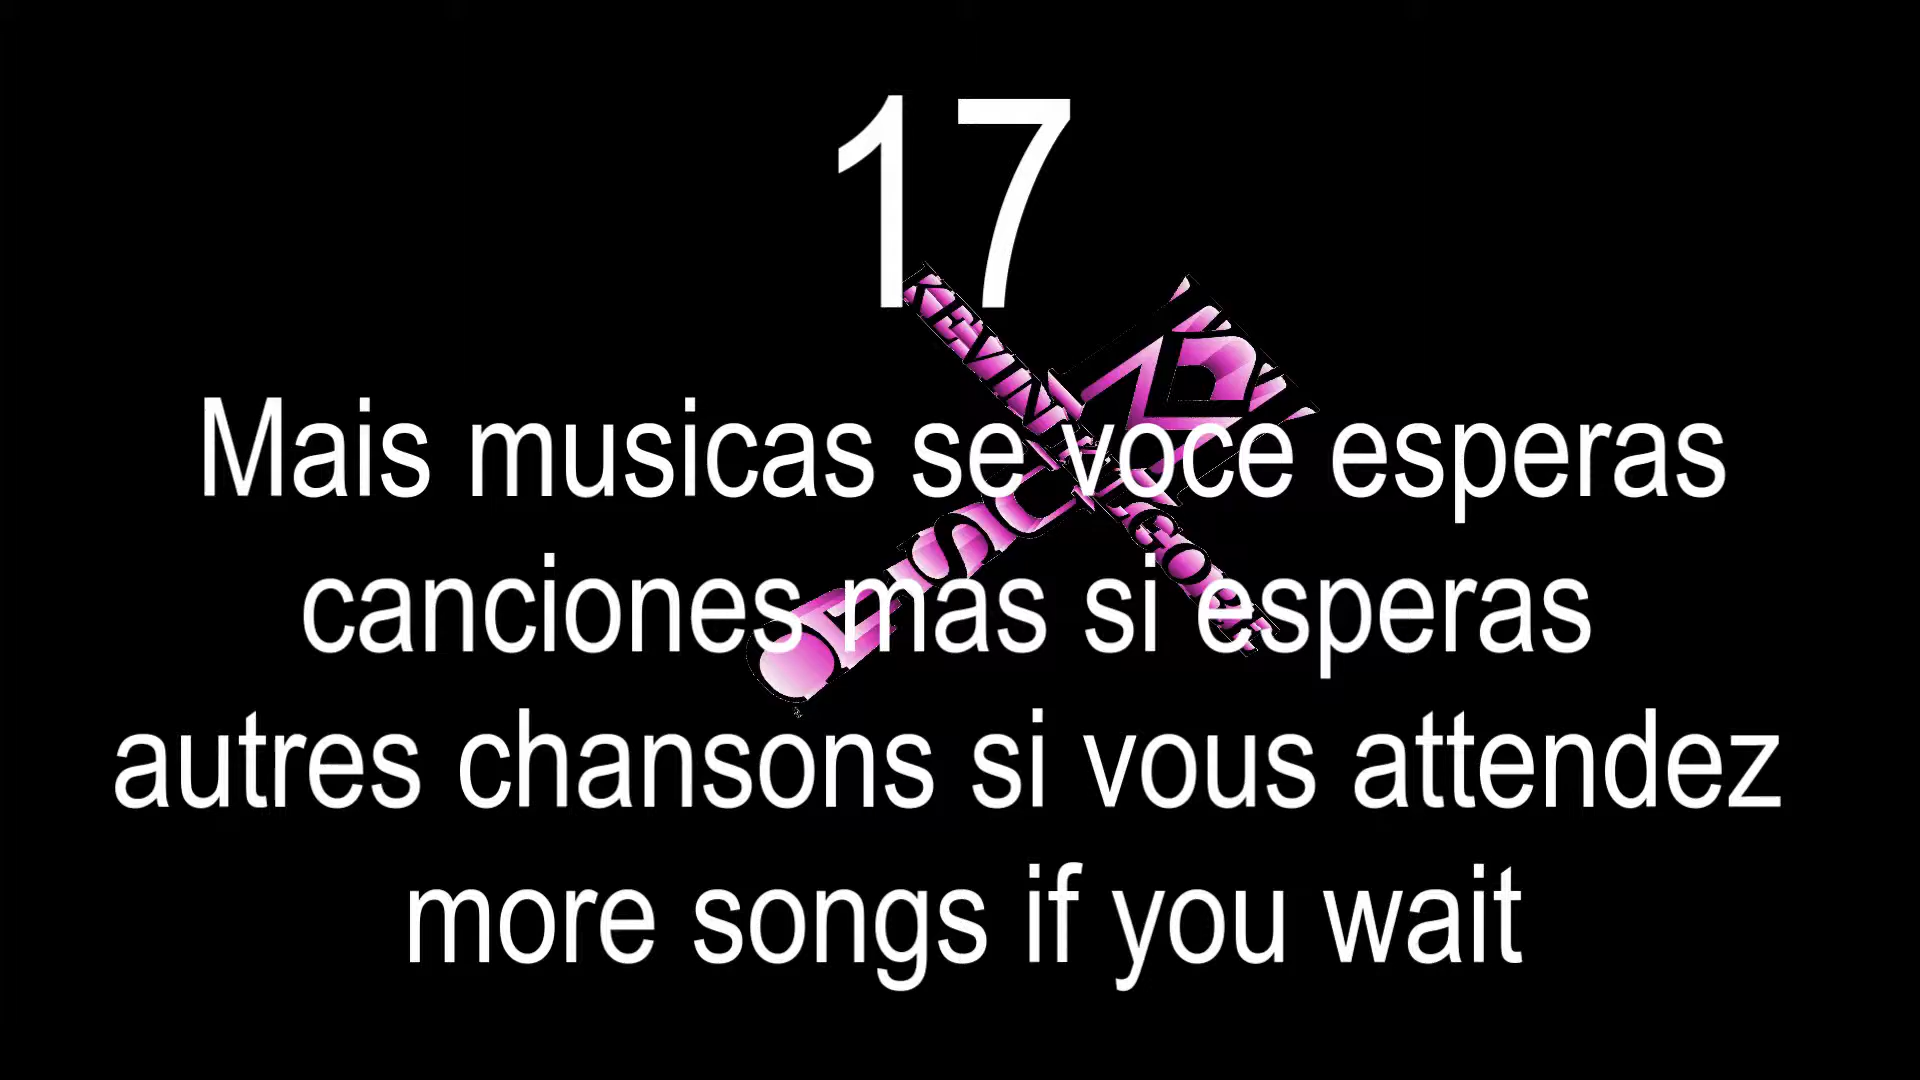 17
Mais musicas se voce esperas
canciones mas si esperas
autres chansons si vous attendez
more songs if you wait